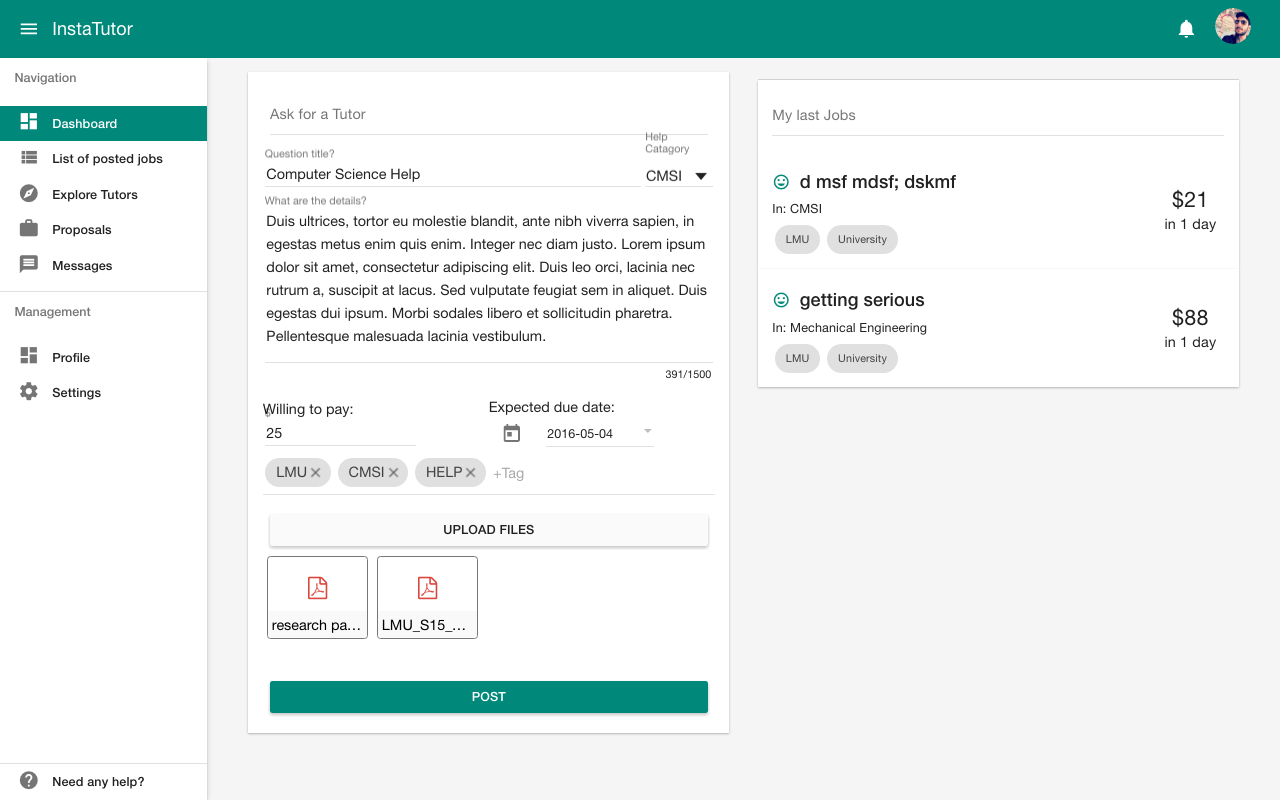 InstaTutor
Navigation
Dashboard
List of posted jobs
Explore Tutors
Proposals
Messages
Management
Profile
Settings
Need any help?
Ask for a Tutor
Question title?
Computer Science Help
Help
Catagory
CMSI
What are the details?
Duis ultrices, tortor eu molestie blandit, ante nibh viverra sapien, in
egestas metus enim quis enim. Integer nec diam justo. Lorem ipsum
dolor sit amet, consectetur adipiscing elit. Duis leo orci, lacinia nec
rutrum a, suscipit at lacus. Sed vulputate feugiat sem in aliquet. Duis
egestas dui ipsum. Morbi sodales libero et sollicitudin pharetra.
Pellentesque malesuada lacinia vestibulum.
391/1500
Willing to pay:
25
Expected due date:
2016-05-04
LMU CMSI HELP +Tag
UPLOAD FILES
research pa...
LMU_S15_...
POST
My last Jobs
d msf mdsf; dskmf
In: CMSI
LMU University
$21
in 1 day
getting serious
In: Mechanical Engineering
LMU University
$88
in 1 day